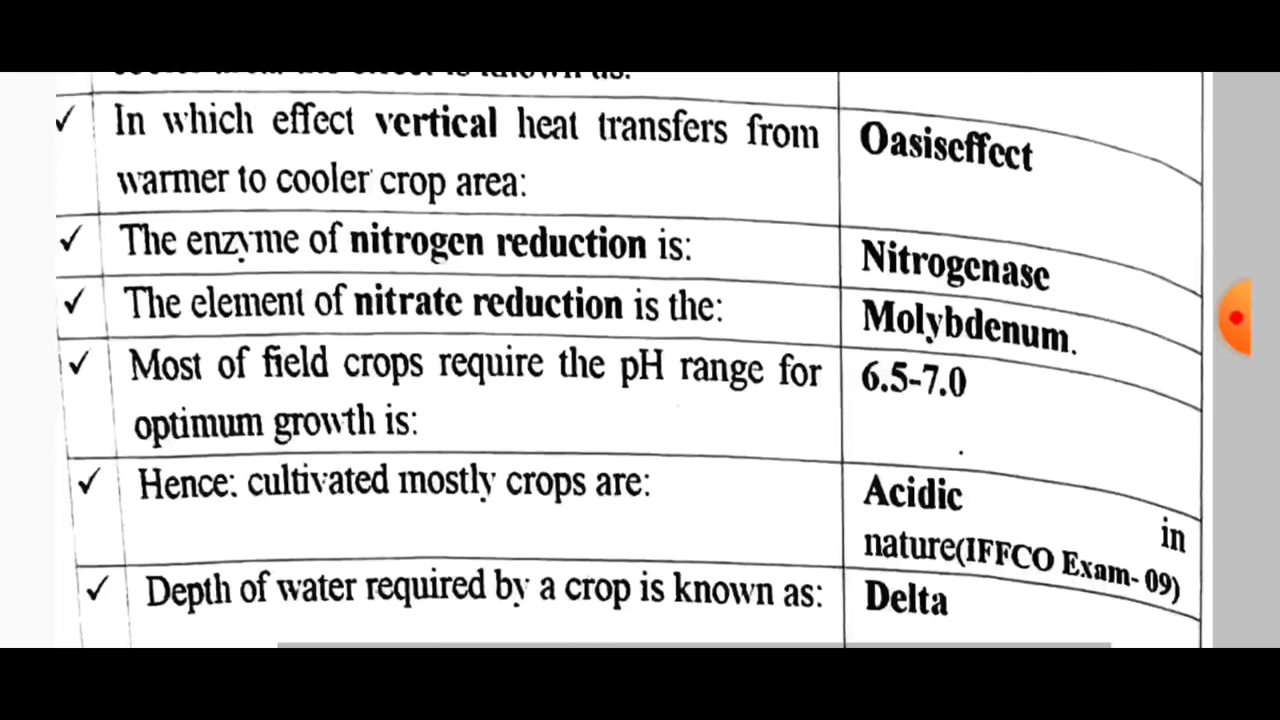 known as:
In which effect vertical heat transfers from
warmer to cooler crop area:
Oasiseffect
The enzyme of nitrogen reduction is:
Nitrogenase
The element of nitrate reduction is the:
Molybdenum.
Most of field crops require the pH range for
optimum growth is:
6.5-7.0
Hence: cultivated mostly crops are:
Acidic in
nature(IFFCO Exam- 09)
Depth of water required by a crop is known as:
Delta